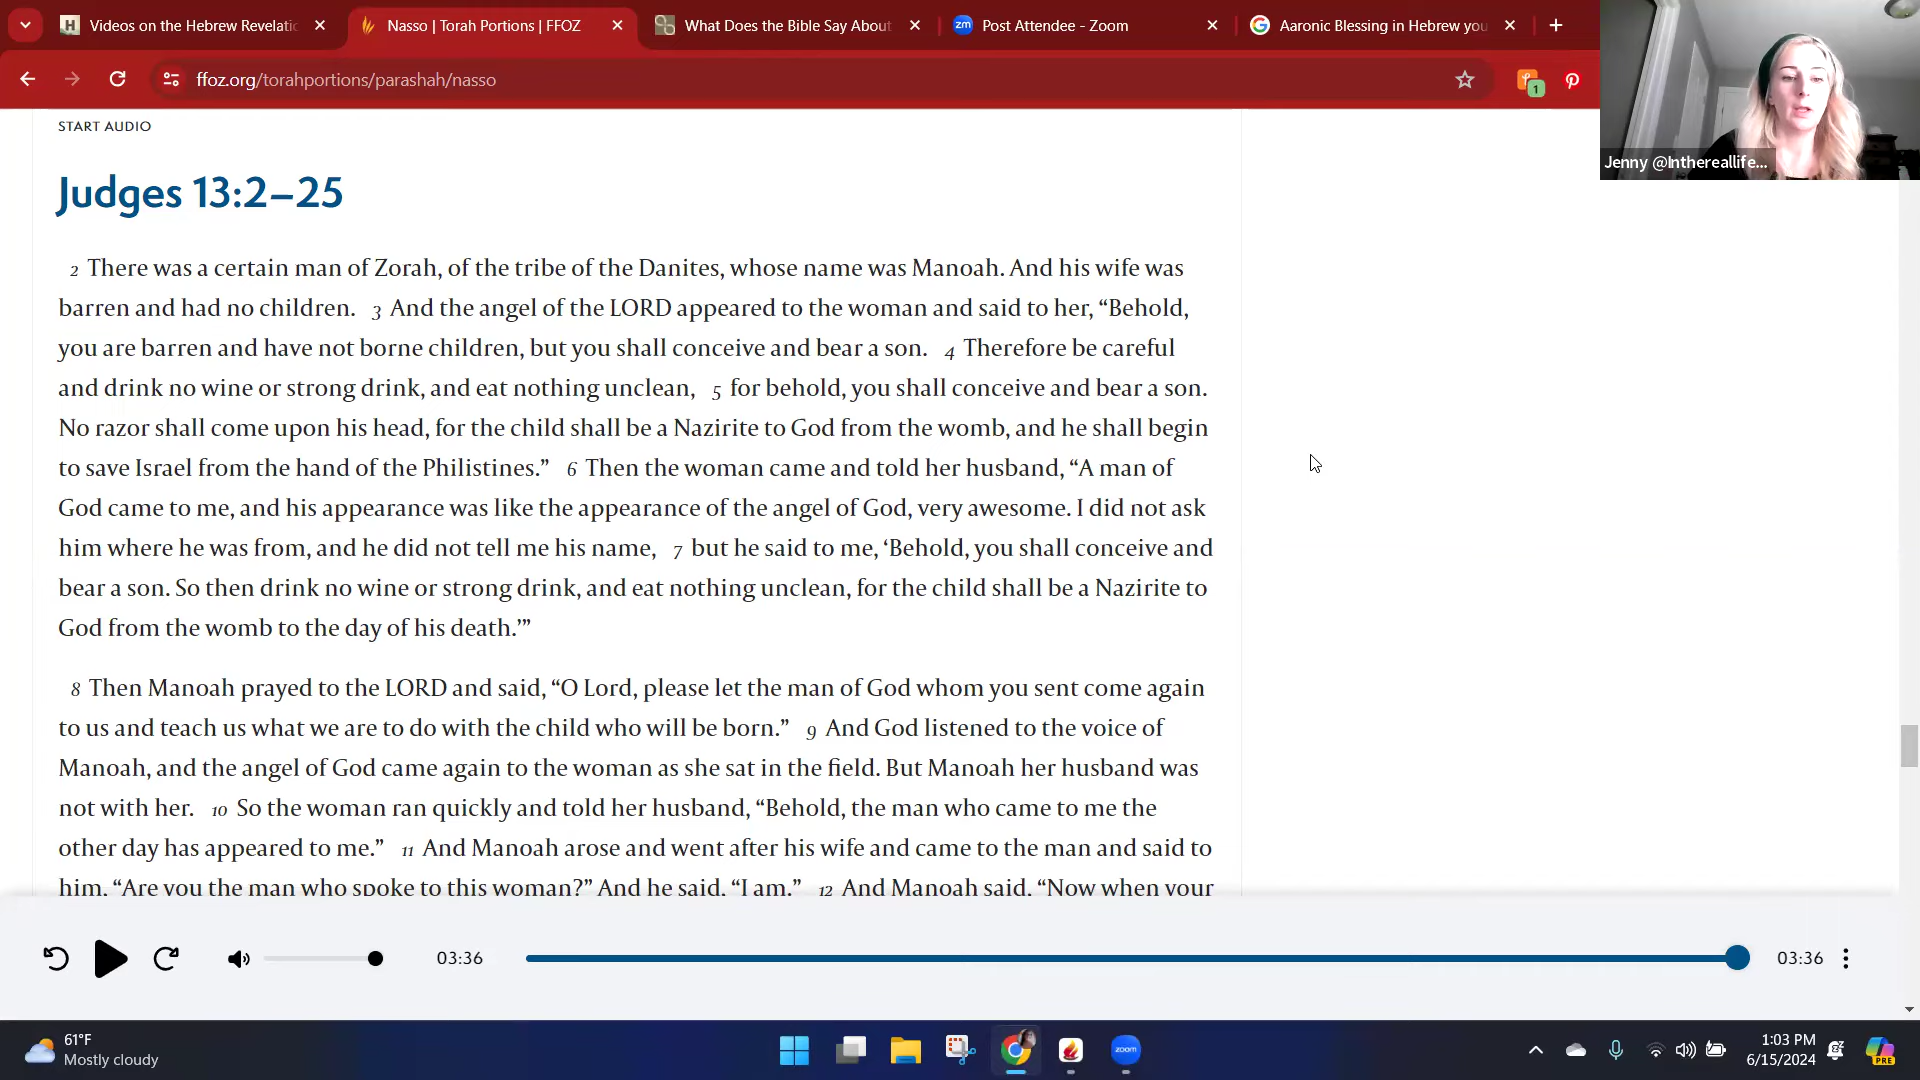 Videos on the Hebrew Revelati
Nasso | Torah Portions | FFOZ
What Does the Bible Say About
zm
Post Attendee - Zoom
Aaronic Blessing in Hebrew you
ffoz.org/torahportions/parashah/nasso
1
Jenny @Inthereallife...
START AUDIO
Judges 13:2–25
2 There was a certain man of Zorah, of the tribe of the Danites, whose name was Manoah. And his wife was
barren and had no children. 3 And the angel of the LORD appeared to the woman and said to her, “Behold,
you are barren and have not borne children, but you shall conceive and bear a son. 4 Therefore be careful
and drink no wine or strong drink, and eat nothing unclean, 5 for behold, you shall conceive and bear a son.
No razor shall come upon his head, for the child shall be a Nazirite to God from the womb, and he shall begin
to save Israel from the hand of the Philistines.” 6 Then the woman came and told her husband, “A man of
God came to me, and his appearance was like the appearance of the angel of God, very awesome. I did not ask
him where he was from, and he did not tell me his name, 7 but he said to me, ‘Behold, you shall conceive and
bear a son. So then drink no wine or strong drink, and eat nothing unclean, for the child shall be a Nazirite to
God from the womb to the day of his death.’”
8 Then Manoah prayed to the LORD and said, “O Lord, please let the man of God whom you sent come again
to us and teach us what we are to do with the child who will be born.” 9 And God listened to the voice of
Manoah, and the angel of God came again to the woman as she sat in the field. But Manoah her husband was
not with her. 10 So the woman ran quickly and told her husband, “Behold, the man who came to me the
other day has appeared to me.” 11 And Manoah arose and went after his wife and came to the man and said to
him, “Are you the man who spoke to this woman?” And he said, “I am.” 12 And Manoah said, “Now when your
03:36
03:36
61°F
Mostly cloudy
zoom
1:03 PM
6/15/2024
PRE